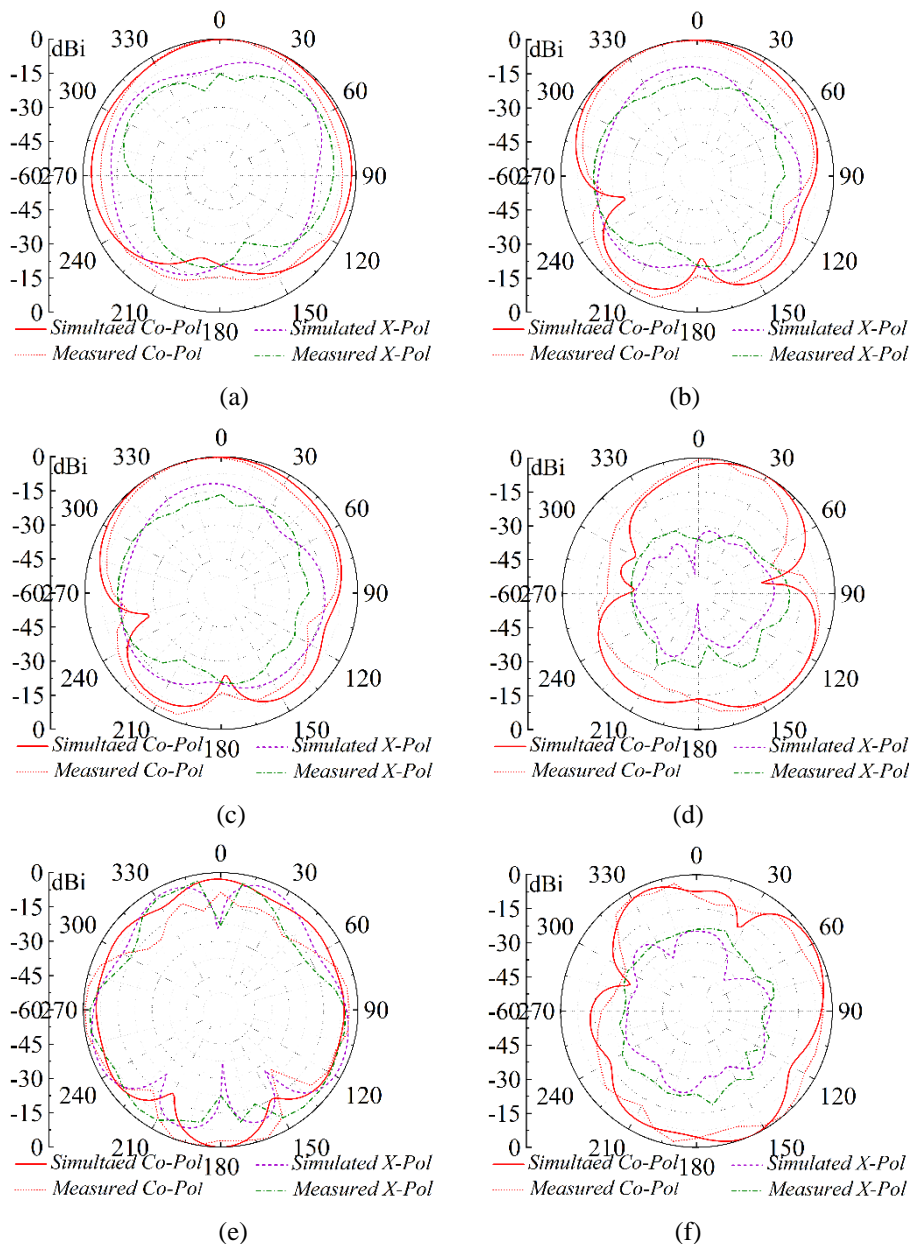 0 0
0 dBi 330 30 0 dBi 330 30
-15 -15
-30 300 60 -30 300 60
-45 -45
-60 270 90 -60 270 90
-45 -45
-30 240 120 -30 240 120
-15 -15
0 210 150 0 210 150
Simultaed Co-Pol 180 Simulated X-Pol Simultaed Co-Pol 180 Simulated X-Pol
Measured Co-Pol Measured X-Pol Measured Co-Pol Measured X-Pol
(a) (b)
0 0
0 dBi 330 30 0 dBi 330 30
-15 -15
-30 300 60 -30 300 60
-45 -45
-60 270 90 -60 270 90
-45 -45
-30 240 120 -30 240 120
-15 -15
0 210 150 0 210 150
Simultaed Co-Pol 180 Simulated X-Pol Simultaed Co-Pol 180 Simulated X-Pol
Measured Co-Pol Measured X-Pol Measured Co-Pol Measured X-Pol
(c) (d)
0 0
0 dBi 330 30 0 dBi 330 30
-15 -15
-30 300 60 -30 300 60
-45 -45
-60 270 90 -60 270 90
-45 -45
-30 240 120 -30 240 120
-15 -15
0 210 150 0 210 150
Simultaed Co-Pol 180 Simulated X-Pol Simultaed Co-Pol 180 Simulated X-Pol
Measured Co-Pol Measured X-Pol Measured Co-Pol Measured X-Pol
(e) (f)